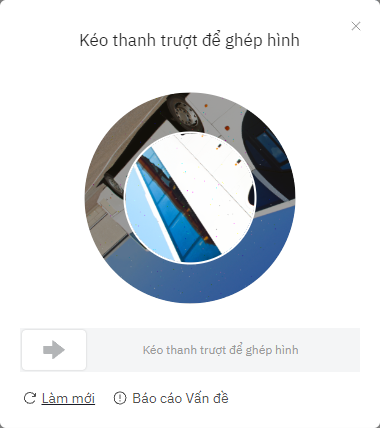 Kéo thanh trượt để ghép hình
Kéo thanh trượt để ghép hình
Làm mới
Báo cáo Vấn đề